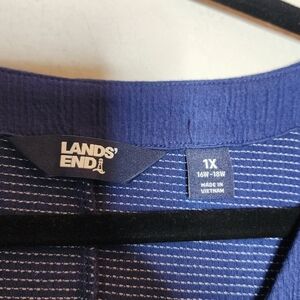 LANDS'
END
1X
16W-18W
MADE IN
VIETNAM